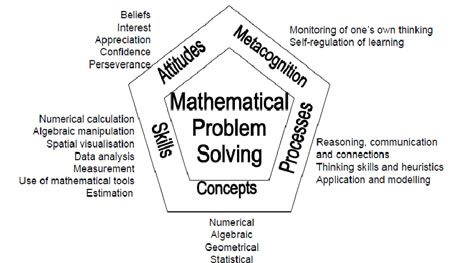 Beliefs
Interest
Appreciation
Confidence
Perseverance
Attitudes
Metacognition
Monitoring of one's own thinking
Self-regulation of learning
Mathematical
Problem
Solving
Numerical calculation
Algebraic manipulation
Spatial visualisation
Data analysis
Measurement
Use of mathematical tools
Estimation
Skills
Processes
Reasoning, communication
and connections
Thinking skills and heuristics
Application and modelling
Concepts
Numerical
Algebraic
Geometrical
Statistical